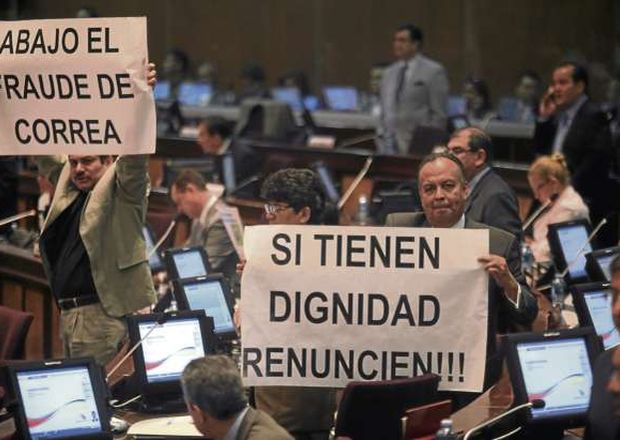 ABAJO EL
FRAUDE DE
CORREA
SI TIENEN
DIGNIDAD
RENUNCIEN!!!